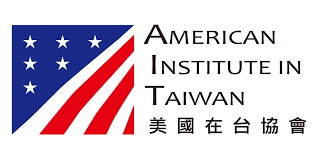 AMERICAN
INSTITUTE IN
TAIWAN
美國在台協會